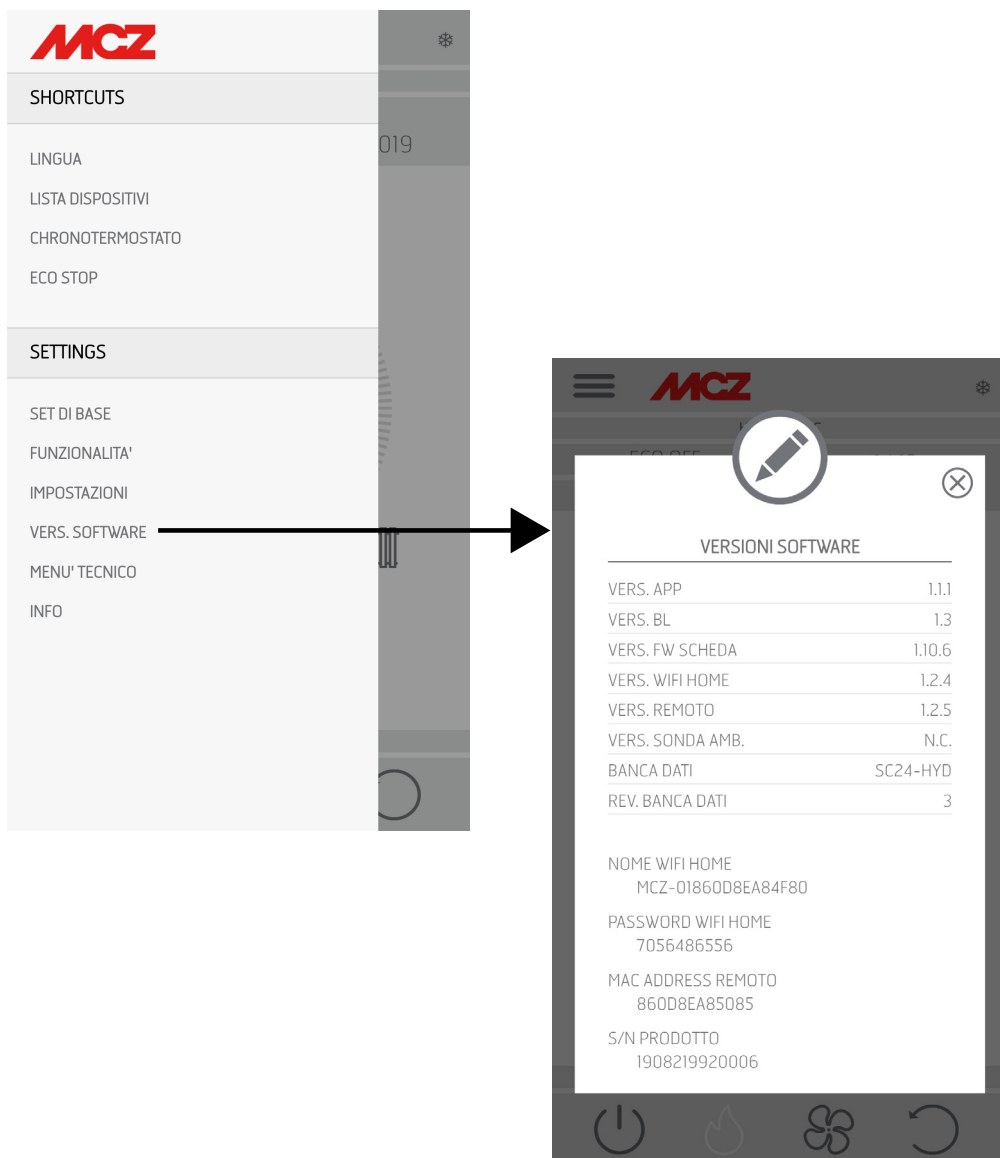 MCZ
SHORTCUTS
019
LINGUA
LISTA DISPOSITIVI
CHRONOTERMOSTATO
ECO STOP
SETTINGS
SET DI BASE
FUNZIONALITA'
IMPOSTAZIONI
VERS. SOFTWARE
MENU' TECNICO
INFO
MCZ
VERSIONI SOFTWARE
VERS. APP 1.1.1
VERS. BL 1.3
VERS. FW SCHEDA 1.10.6
VERS. WIFI HOME 1.2.4
VERS. REMOTO 1.2.5
VERS. SONDA AMB. N.C.
BANCA DATI SC24-HYD
REV. BANCA DATI 3
NOME WIFI HOME
MCZ-01860D8EA84F80
PASSWORD WIFI HOME
7056486556
MAC ADDRESS REMOTO
860D8EA85085
S/N PRODOTTO
1908219920006